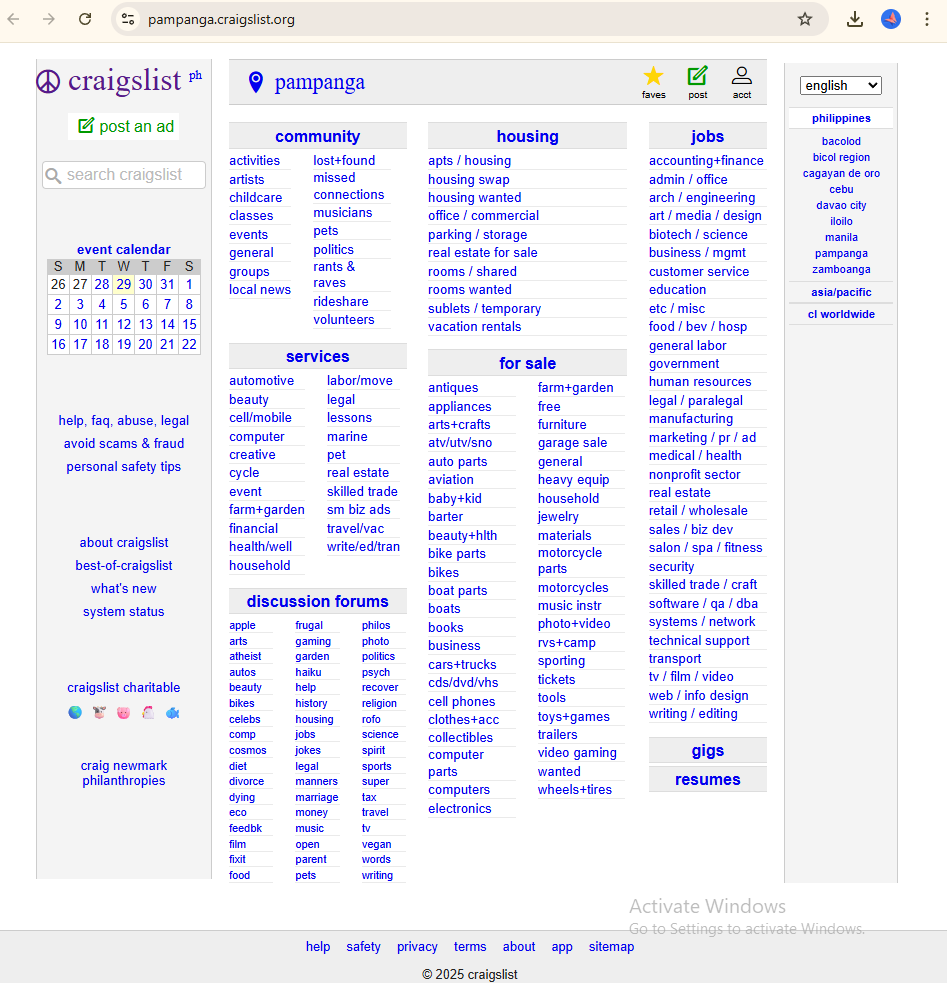 pampanga.craigslist.org
craigslist ph
post an ad
search craigslist
event calendar
S M T W T F S
26 27 28 29 30 31 1
2 3 4 5 6 7 8
9 10 11 12 13 14 15
16 17 18 19 20 21 22
help, faq, abuse, legal
avoid scams & fraud
personal safety tips
about craigslist
best-of-craigslist
what's new
system status
craigslist charitable
craig newmark
philanthropies
pampanga
faves
post
acct
community
activities
artists
childcare
classes
events
general
groups
local news
lost+found
missed
connections
musicians
pets
politics
rants &
raves
rideshare
volunteers
services
automotive
beauty
cell/mobile
computer
creative
cycle
event
farm+garden
financial
health/well
household
labor/move
legal
lessons
marine
pet
real estate
skilled trade
sm biz ads
travel/vac
write/ed/tran
discussion forums
apple
arts
atheist
autos
beauty
bikes
celebs
comp
cosmos
diet
divorce
dying
eco
feedbk
film
fixit
food
frugal
gaming
garden
haiku
help
history
housing
jobs
jokes
legal
manners
marriage
money
music
open
parent
pets
philos
photo
politics
psych
recover
religion
rofo
science
spirit
sports
super
tax
travel
tv
vegan
words
writing
housing
apts / housing
housing swap
housing wanted
office / commercial
parking / storage
real estate for sale
rooms / shared
rooms wanted
sublets / temporary
vacation rentals
for sale
antiques
appliances
arts+crafts
atv/utv/sno
auto parts
aviation
baby+kid
barter
beauty+hlth
bike parts
bikes
boat parts
boats
books
business
cars+trucks
cds/dvd/vhs
cell phones
clothes+acc
collectibles
computer
parts
computers
electronics
farm+garden
free
furniture
garage sale
general
heavy equip
household
jewelry
materials
motorcycle
parts
motorcycles
music instr
photo+video
rvs+camp
sporting
tickets
tools
toys+games
trailers
video gaming
wanted
wheels+tires
jobs
accounting+finance
admin / office
arch / engineering
art / media / design
biotech / science
business / mgmt
customer service
education
etc / misc
food / bev / hosp
general labor
government
human resources
legal / paralegal
manufacturing
marketing / pr / ad
medical / health
nonprofit sector
real estate
retail / wholesale
sales / biz dev
salon / spa / fitness
security
skilled trade / craft
software / qa / dba
systems / network
technical support
transport
tv / film / video
web / info design
writing / editing
gigs
resumes
english
philippines
bacolod
bicol region
cagayan de oro
cebu
davao city
iloilo
manila
pampanga
zamboanga
asia/pacific
cl worldwide
Activate Windows
Go to Settings to activate Windows.
help safety privacy terms about app sitemap
© 2025 craigslist